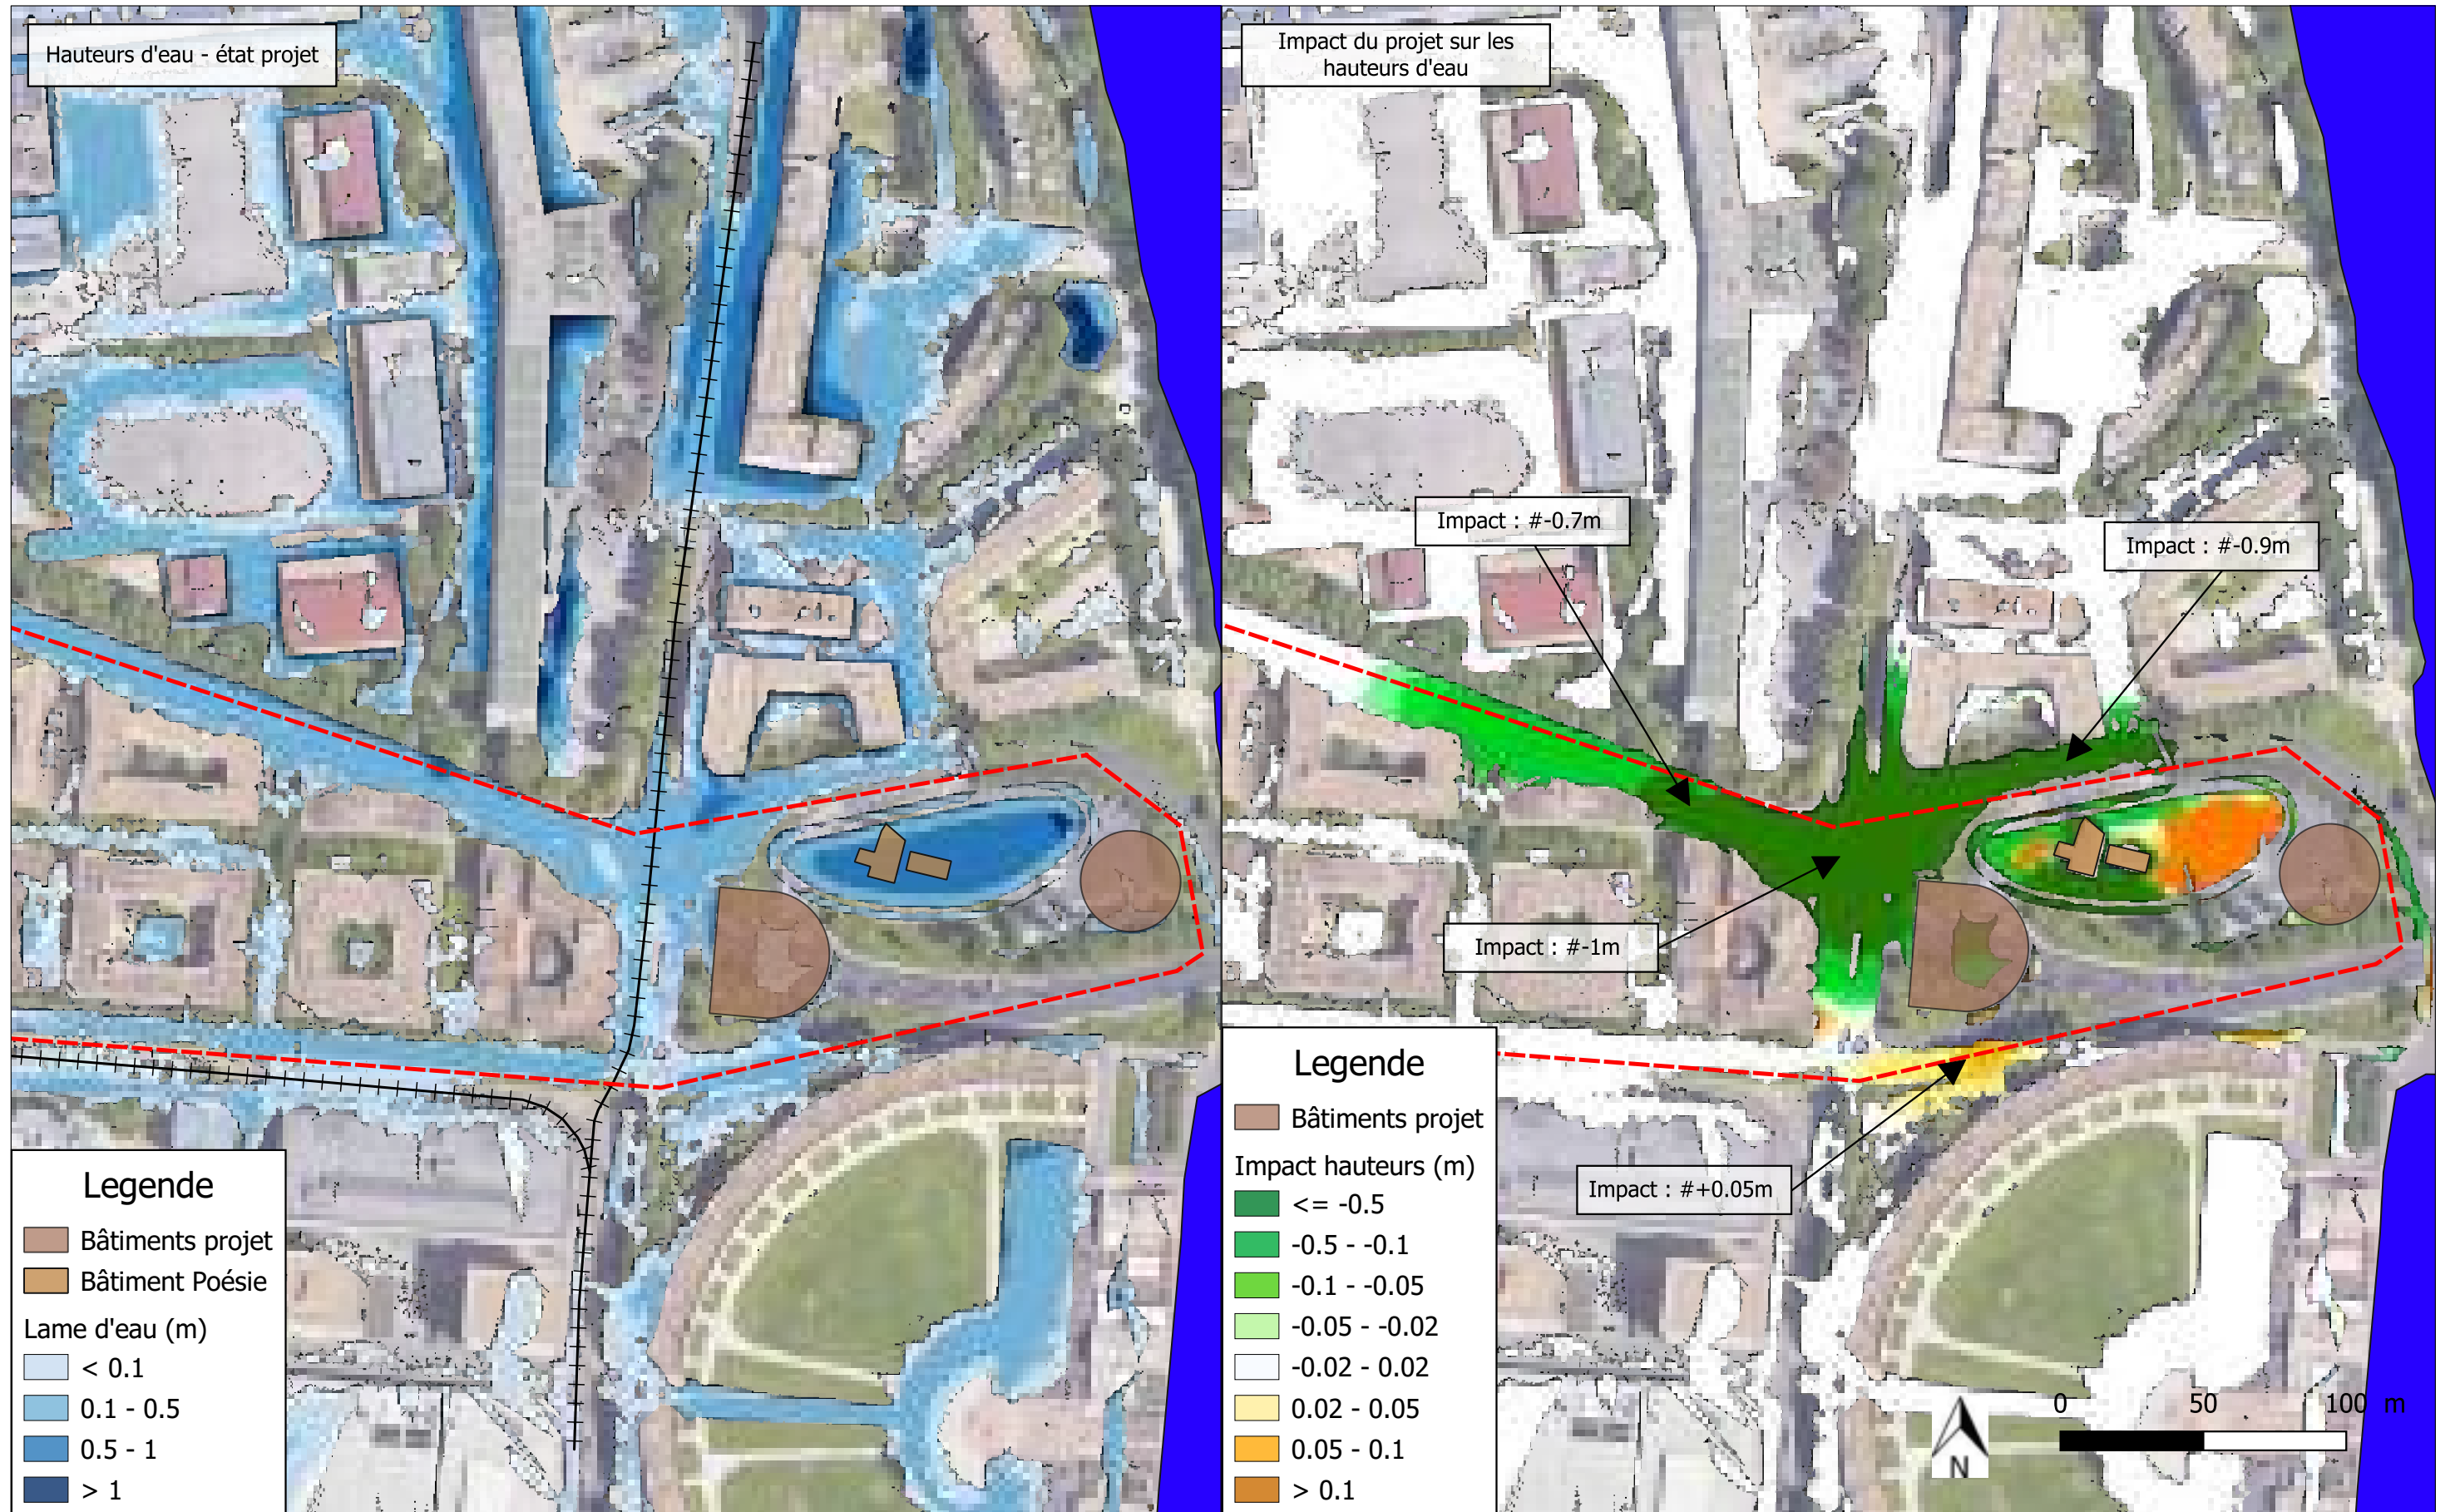 Hauteurs d'eau - état projet
Legende
Bâtiments projet
Bâtiment Poésie
Lame d'eau (m)
< 0.1
0.1 - 0.5
0.5 - 1
> 1
Impact du projet sur les
hauteurs d'eau
Impact : #-0.7m
Impact : #-0.9m
Impact : #-1m
Impact : #+0.05m
Legende
Bâtiments projet
Impact hauteurs (m)
<= -0.5
-0.5 - -0.1
-0.1 - -0.05
-0.05 - -0.02
-0.02 - 0.02
0.02 - 0.05
0.05 - 0.1
> 0.1
0 50 100 m
N